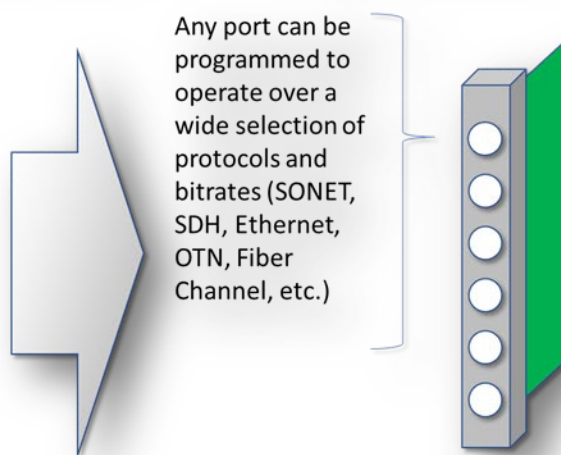 Any port can be
programmed to
operate over a
wide selection of
protocols and
bitrates (SONET,
SDH, Ethernet,
OTN, Fiber
Channel, etc.)